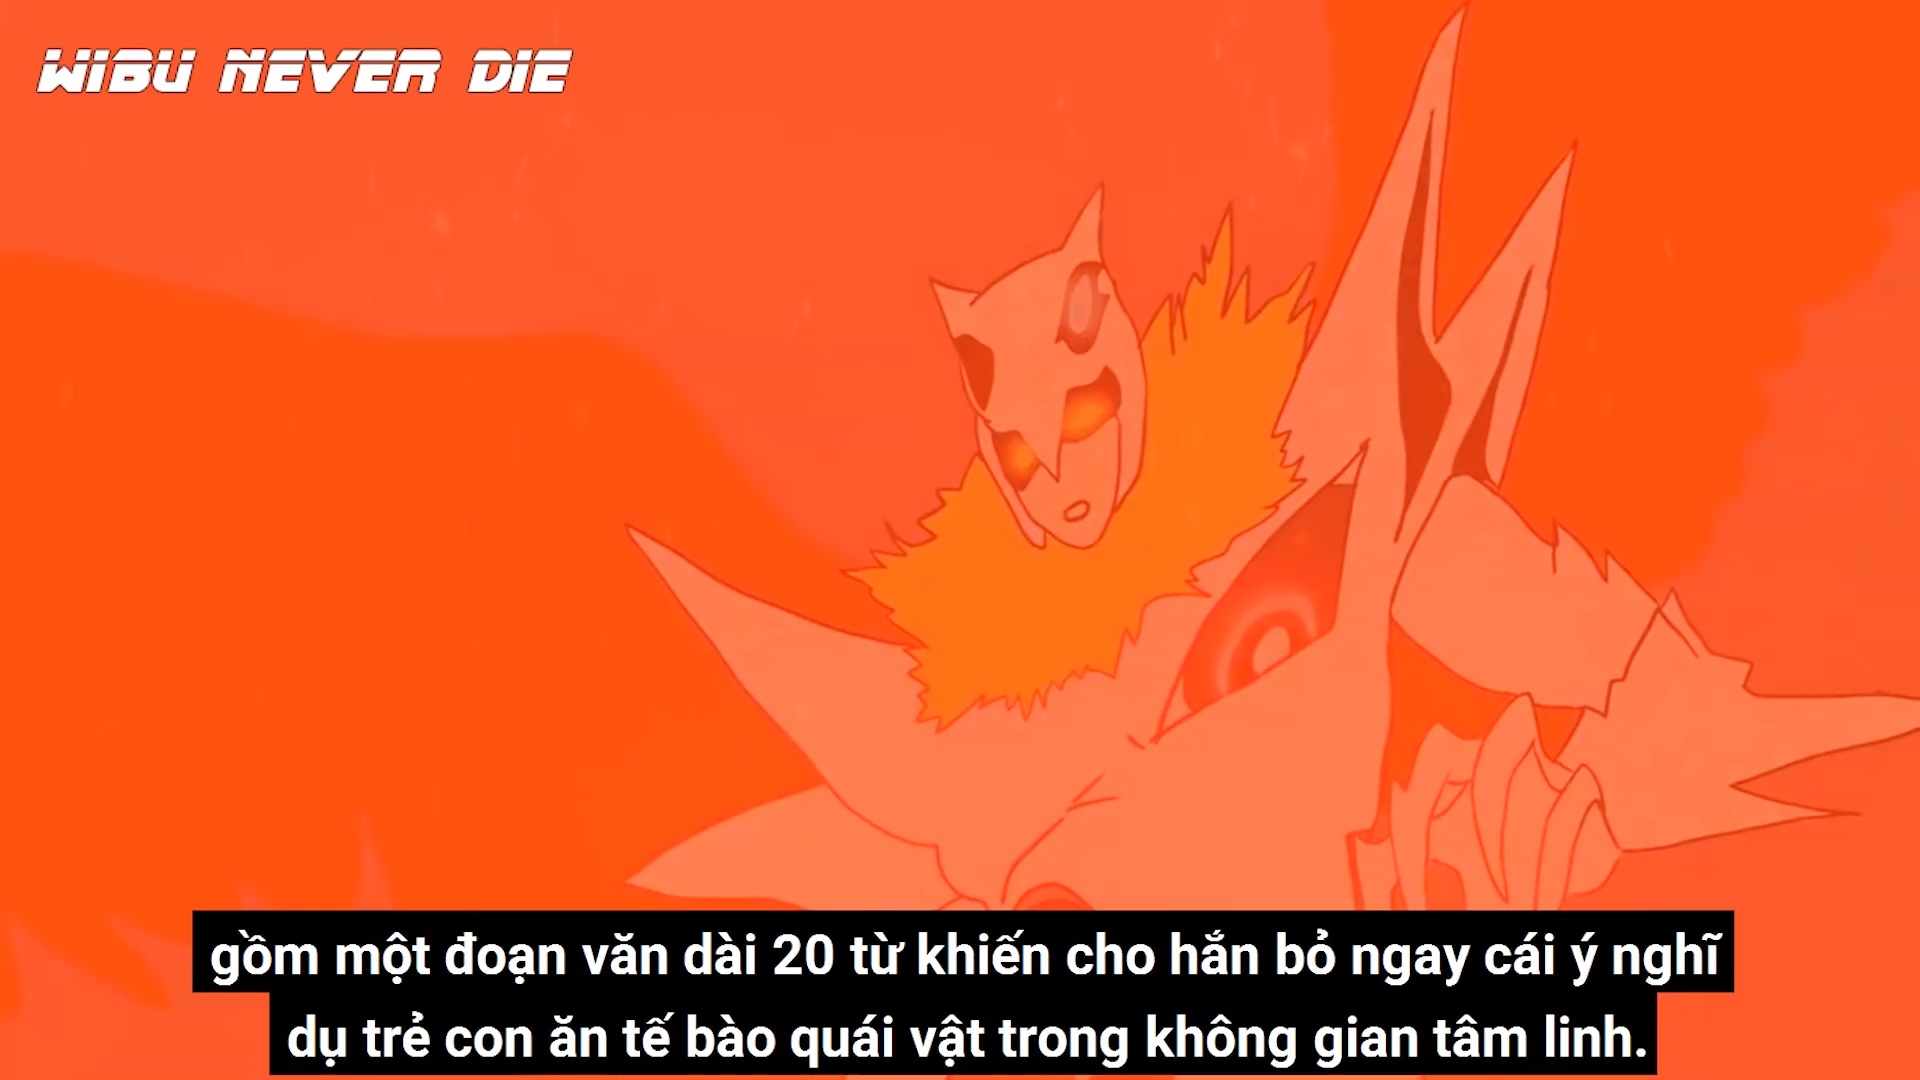 WIBU NEVER DIE
gồm một đoạn văn dài 20 từ khiến cho hắn bỏ ngay cái ý nghĩ
dụ trẻ con ăn tế bào quái vật trong không gian tâm linh.